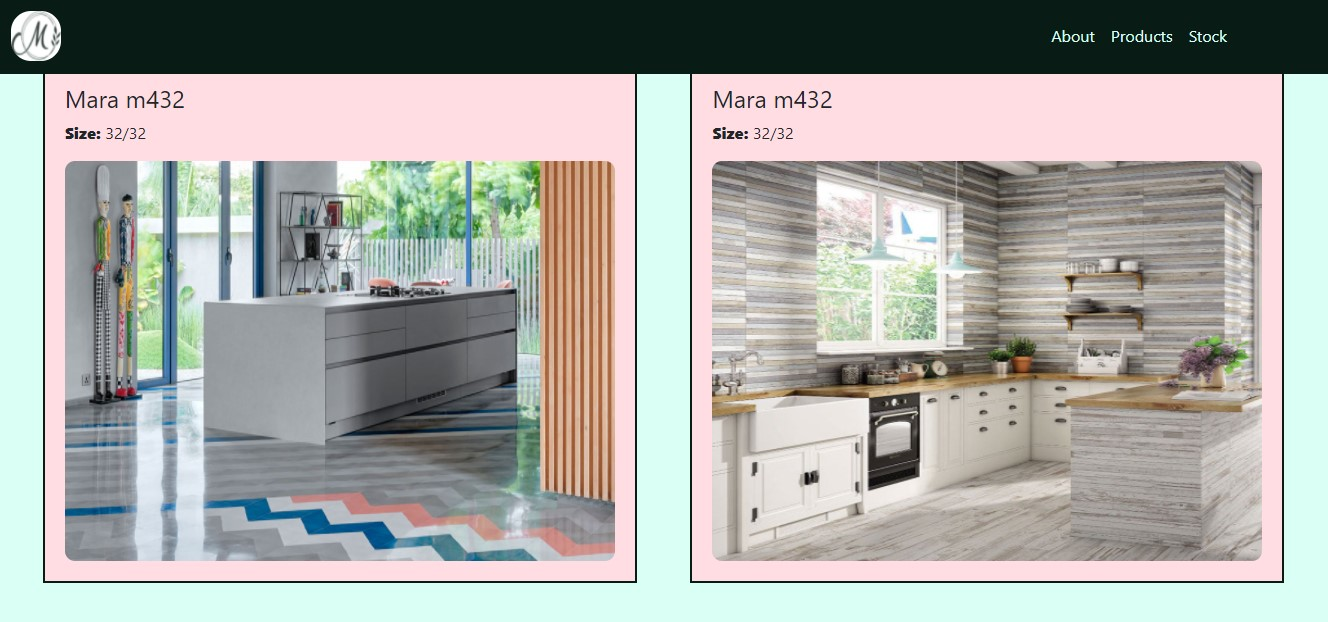 M
About Products Stock
Mara m432
Size: 32/32
Mara m432
Size: 32/32